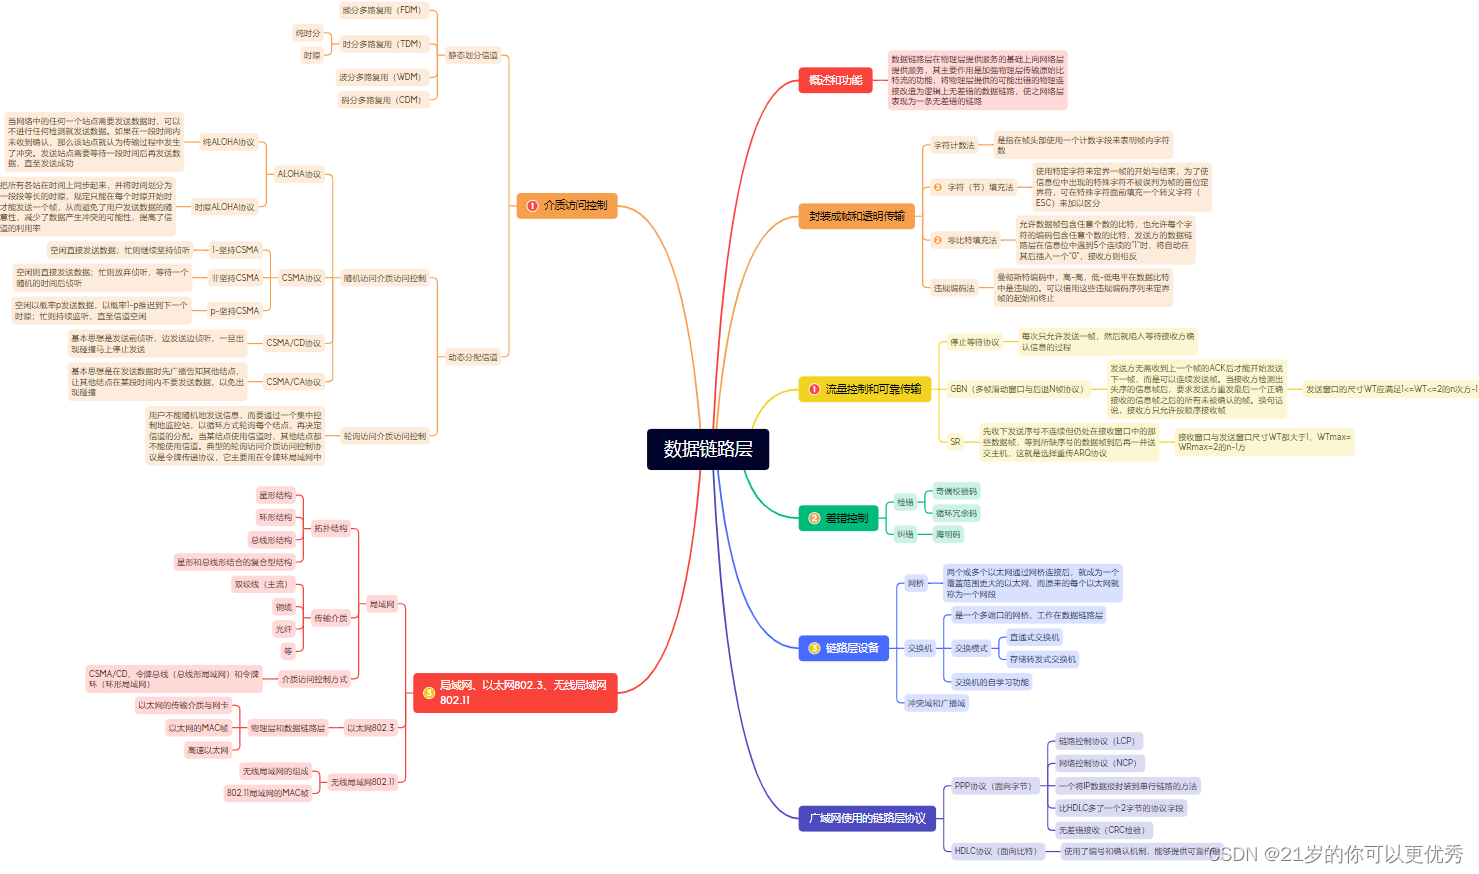 数据链路层
概述和功能
数据链路层在物理层提供服务的基础上向网络层
提供服务，其主要作用是加强物理层传输原始比
特流的功能，将物理层提供的可能出错的物理连
接改造为逻辑上无差错的数据链路，使之网络层
表现为一条无差错的链路
2 封装成帧和透明传输
字符计数法
是指在帧头部使用一个计数字段来表明帧内字符
数
2 字符（节）填充法
使用特定字符来定界一帧的开始与结束，为了使
信息位中出现的特殊字符不被误判为帧的首位定
界符，可在特殊字符面前填充一个转义字符（
ESC）来加以区分
2 零比特填充法
允许数据帧包含任意个数的比特，也允许每个字
符的编码包含任意个数的比特，发送方的数据链
路层在信息位中遇到5个连续的“1”时，将自动在
其后插入一个“0”，接收方则相反
违规编码法
曼彻斯特编码中，高-高，低-低电平在数据比特
中是违规的。可以借用这些违规编码序列来定界
帧的起始和终止
1 流量控制和可靠传输
停止等待协议
每次只允许发送一帧，然后就陷入等待接收方确
认信息的过程
GBN（多帧滑动窗口与后退N帧协议）
发送方无需收到上一个帧的ACK后才能开始发送
下一帧，而是可以连续发送帧。当接收方检测出
失序的信息帧后，要求发送方重发最后一个正确
接收的信息帧之后的所有未被确认的帧。换句话
说，接收方只允许按顺序接收帧
发送窗口的尺寸WT应满足1<=WT<=2的n次方-1
SR
先收下发送序号不连续但仍处在接收窗口中的那
些数据帧，等到所缺序号的数据帧到后再一并送
交主机，这就是选择重传ARQ协议
接收窗口与发送窗口尺寸WT都大于1，WTmax=
WRmax=2的n-1方
2 差错控制
检错
奇偶校验码
循环冗余码
纠错
海明码
3 链路层设备
网桥
两个或多个以太网通过网桥连接后，就成为一个
覆盖范围更大的以太网，而原来的每个以太网就
称为一个网段
交换机
是一个多端口的网桥，工作在数据链路层
交换模式
直通式交换机
存储转发式交换机
交换机的自学习功能
冲突域和广播域
广域网使用的链路层协议
PPP协议（面向字节）
链路控制协议（LCP）
网络控制协议（NCP）
一个将IP数据报封装到串行链路的方法
比HDLC多了一个2字节的协议字段
无差错接收（CRC检验）
HDLC协议（面向比特）
使用了编号和确认机制，能够提供可靠传输
1 介质访问控制
静态划分信道
频分多路复用（FDM）
时分多路复用（TDM）
纯时分
时隙
波分多路复用（WDM）
码分多路复用（CDM）
动态分配信道
随机访问介质访问控制
ALOHA协议
纯ALOHA协议
当网络中的任何一个站点需要发送数据时，可以
不进行任何检测就发送数据。如果在一段时间内
未收到确认，那么该站点就认为传输过程中发生
了冲突。发送站点需要等待一段时间后再发送数
据，直至发送成功
时隙ALOHA协议
把所有各站在时间上同步起来，并将时间划分为
一段段等长的时隙，规定只能在每个时隙开始时
才能发送一个帧，从而避免了用户发送数据的随
意性，减少了数据产生冲突的可能性，提高了信
道的利用率
CSMA协议
1-坚持CSMA
空闲直接发送数据；忙则继续坚持侦听
非坚持CSMA
空闲则直接发送数据；忙则放弃侦听，等待一个
随机的时间后侦听
p-坚持CSMA
空闲以概率p发送数据，以概率1-p推迟到下一个
时隙；忙则持续监听，直至信道空闲
CSMA/CD协议
基本思想是发送前侦听，边发送边侦听，一旦出
现碰撞马上停止发送
CSMA/CA协议
基本思想是在发送数据时先广播告知其他结点，
让其他结点在某段时间内不要发送数据，以免出
现碰撞
轮询访问介质访问控制
用户不能随机地发送信息，而要通过一个集中控
制地监控站，以循环方式轮询每个结点，再决定
信道的分配。当某结点使用信道时，其他结点都
不能使用信道。典型的轮询访问介质访问控制协
议是令牌传递协议，它主要用在令牌环局域网中
3 局域网、以太网802.3、无线局域网
802.11
局域网
拓扑结构
星形结构
环形结构
总线形结构
星形和总线形结合的复合型结构
传输介质
双绞线（主流）
铜缆
光纤
等
介质访问控制方式
CSMA/CD、令牌总线（总线形局域网）和令牌
环（环形局域网）
以太网802.3
物理层和数据链路层
以太网的传输介质与网卡
以太网的MAC帧
高速以太网
无线局域网802.11
无线局域网的组成
802.11局域网的MAC帧
CSDN @21岁的你可以更优秀